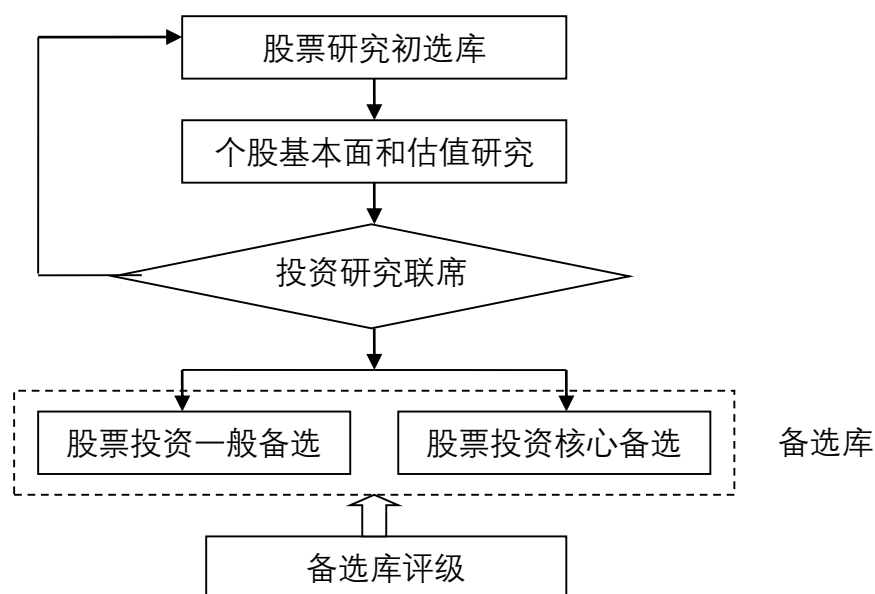 股票研究初选库
个股基本面和估值研究
投资研究联席
股票投资一般备选
股票投资核心备选
备选库
备选库评级